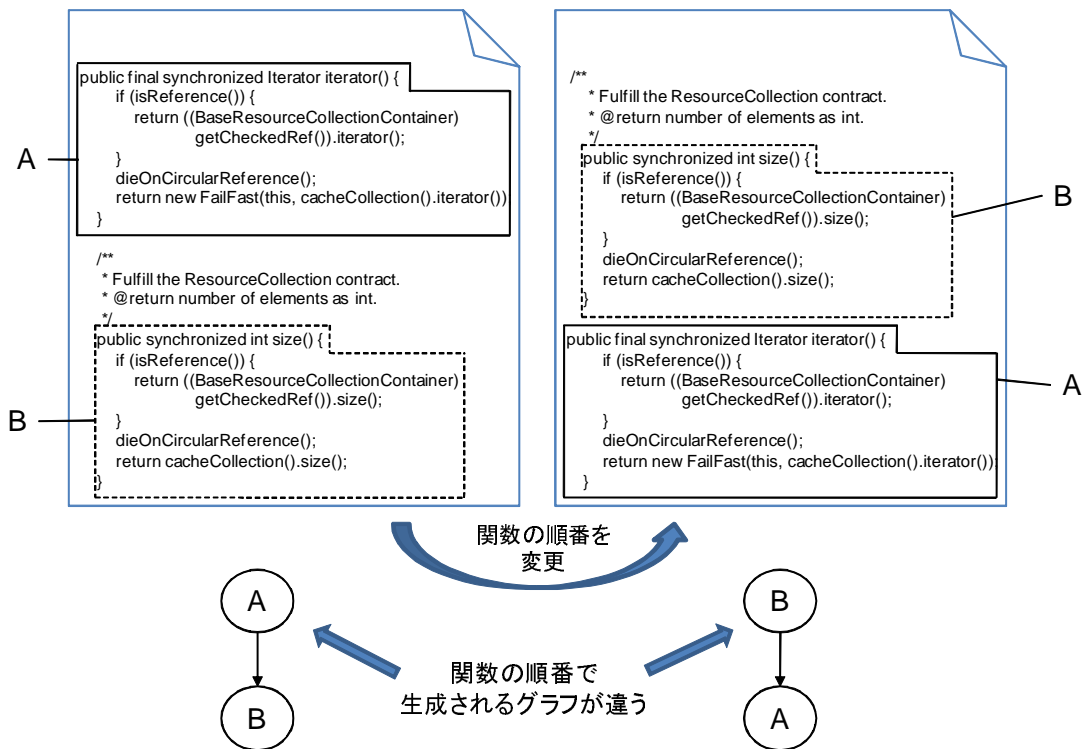 public final synchronized Iterator iterator() {
if (isReference()) {
return ((BaseResourceCollectionContainer)
getCheckedRef()).iterator();
}
dieOnCircularReference();
return new FailFast(this, cacheCollection().iterator())
}
A
/**
* Fulfill the ResourceCollection contract.
* @return number of elements as int.
*/
public synchronized int size() {
if (isReference()) {
return ((BaseResourceCollectionContainer)
getCheckedRef()).size();
}
dieOnCircularReference();
return cacheCollection().size();
}
B
/**
* Fulfill the ResourceCollection contract.
* @return number of elements as int.
*/
public synchronized int size() {
if (isReference()) {
return ((BaseResourceCollectionContainer)
getCheckedRef()).size();
}
dieOnCircularReference();
return cacheCollection().size();
}
B
public final synchronized Iterator iterator() {
if (isReference()) {
return ((BaseResourceCollectionContainer)
getCheckedRef()).iterator();
}
dieOnCircularReference();
return new FailFast(this, cacheCollection().iterator());
}
A
関数の順番を
変更
A
B
関数の順番で
生成されるグラフが違う
B
A